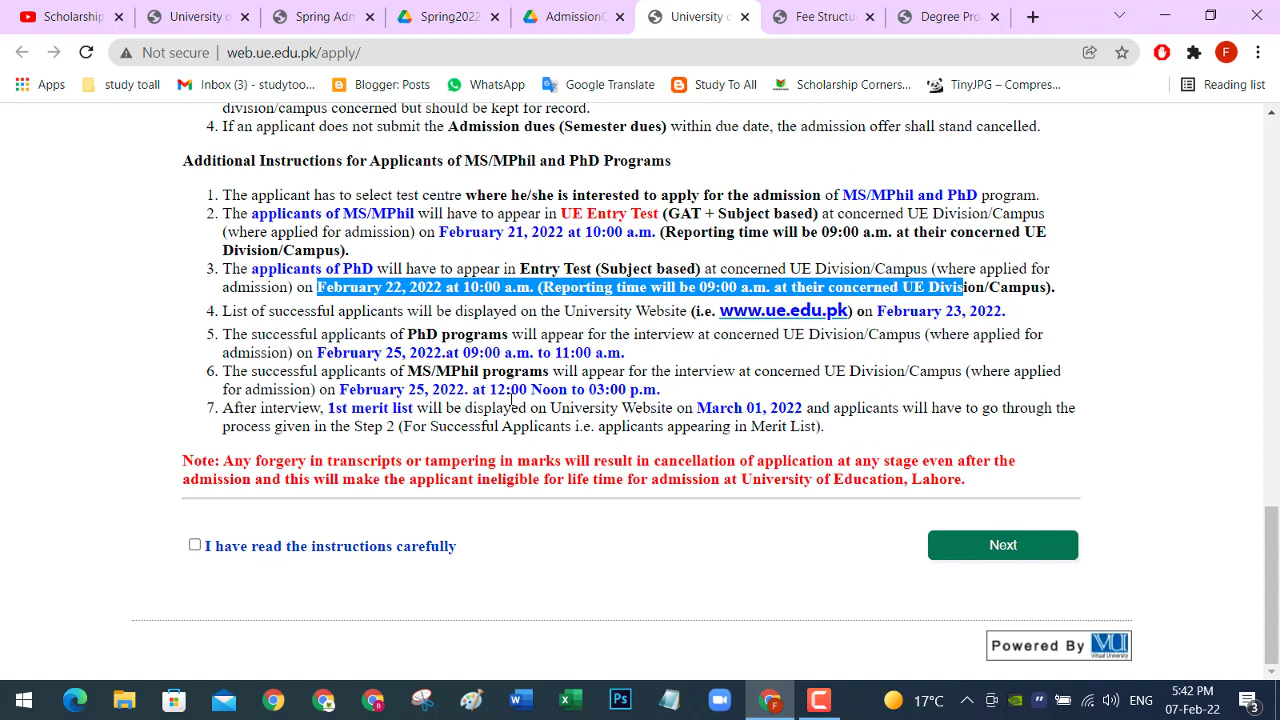 Scholarship
University o
Spring Adm
Spring2022
AdmissionC
University o
Fee Structu
Degree Pro
Not secure
web.ue.edu.pk/apply/
F
Apps
study toall
Inbox (3) - studytoo...
Blogger: Posts
WhatsApp
Google Translate
Study To All
Scholarship Corners...
TinyJPG – Compres...
Reading list
division/campus concerned but should be kept for record.
4. If an applicant does not submit the Admission dues (Semester dues) within due date, the admission offer shall stand cancelled.
Additional Instructions for Applicants of MS/MPhil and PhD Programs
1. The applicant has to select test centre where he/she is interested to apply for the admission of MS/MPhil and PhD program.
2. The applicants of MS/MPhil will have to appear in UE Entry Test (GAT + Subject based) at concerned UE Division/Campus
(where applied for admission) on February 21, 2022 at 10:00 a.m. (Reporting time will be 09:00 a.m. at their concerned UE
Division/Campus).
3. The applicants of PhD will have to appear in Entry Test (Subject based) at concerned UE Division/Campus (where applied for
admission) on February 22, 2022 at 10:00 a.m. (Reporting time will be 09:00 a.m. at their concerned UE Division/Campus).
4. List of successful applicants will be displayed on the University Website (i.e. www.ue.edu.pk) on February 23, 2022.
5. The successful applicants of PhD programs will appear for the interview at concerned UE Division/Campus (where applied for
admission) on February 25, 2022.at 09:00 a.m. to 11:00 a.m.
6. The successful applicants of MS/MPhil programs will appear for the interview at concerned UE Division/Campus (where applied
for admission) on February 25, 2022. at 12:00 Noon to 03:00 p.m.
7. After interview, 1st merit list will be displayed on University Website on March 01, 2022 and applicants will have to go through the
process given in the Step 2 (For Successful Applicants i.e. applicants appearing in Merit List).
Note: Any forgery in transcripts or tampering in marks will result in cancellation of application at any stage even after the
admission and this will make the applicant ineligible for life time for admission at University of Education, Lahore.
I have read the instructions carefully
Next
Powered By VU
Virtual University
17°C
ENG
5:42 PM
07-Feb-22
3